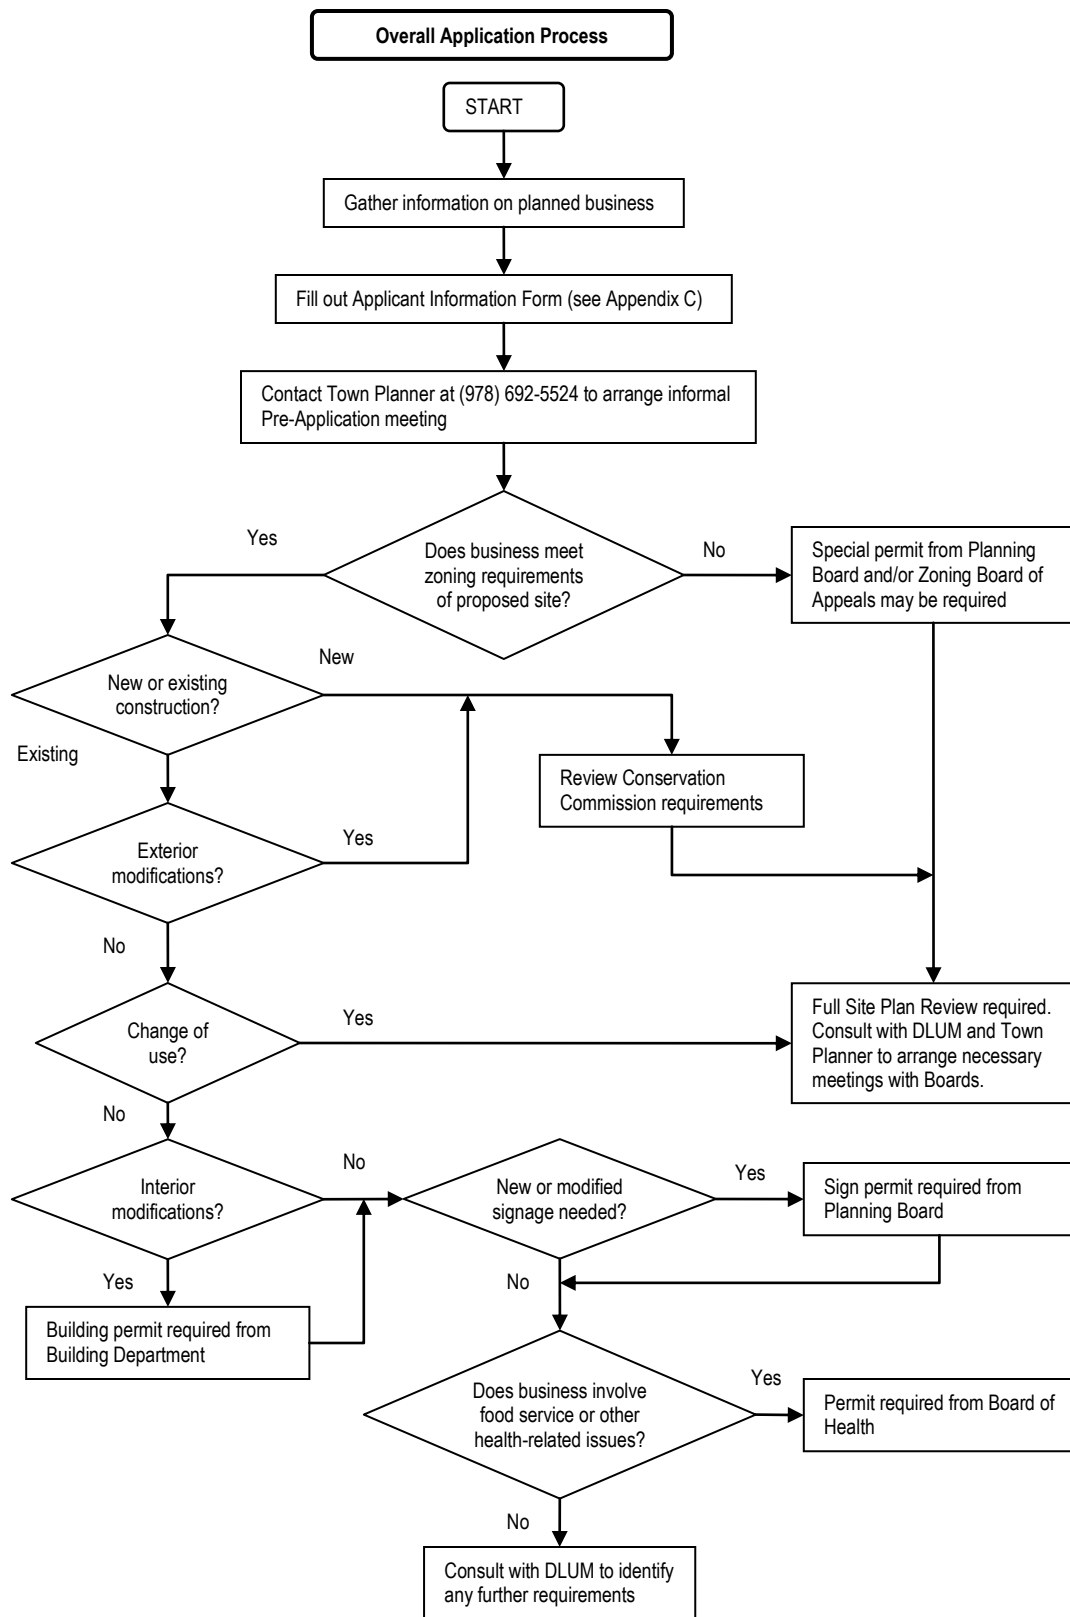 Overall Application Process
START
Gather information on planned business
Fill out Applicant Information Form (see Appendix C)
Contact Town Planner at (978) 692-5524 to arrange informal
Pre-Application meeting
Does business meet
zoning requirements
of proposed site?
Yes
No
Special permit from Planning
Board and/or Zoning Board of
Appeals may be required
New or existing
construction?
New
Existing
Review Conservation
Commission requirements
Exterior
modifications?
Yes
No
Change of
use?
Yes
Full Site Plan Review required.
Consult with DLUM and Town
Planner to arrange necessary
meetings with Boards.
No
Interior
modifications?
No
New or modified
signage needed?
Yes
Sign permit required from
Planning Board
Yes
No
Building permit required from
Building Department
Does business involve
food service or other
health-related issues?
Yes
Permit required from Board of
Health
No
Consult with DLUM to identify
any further requirements